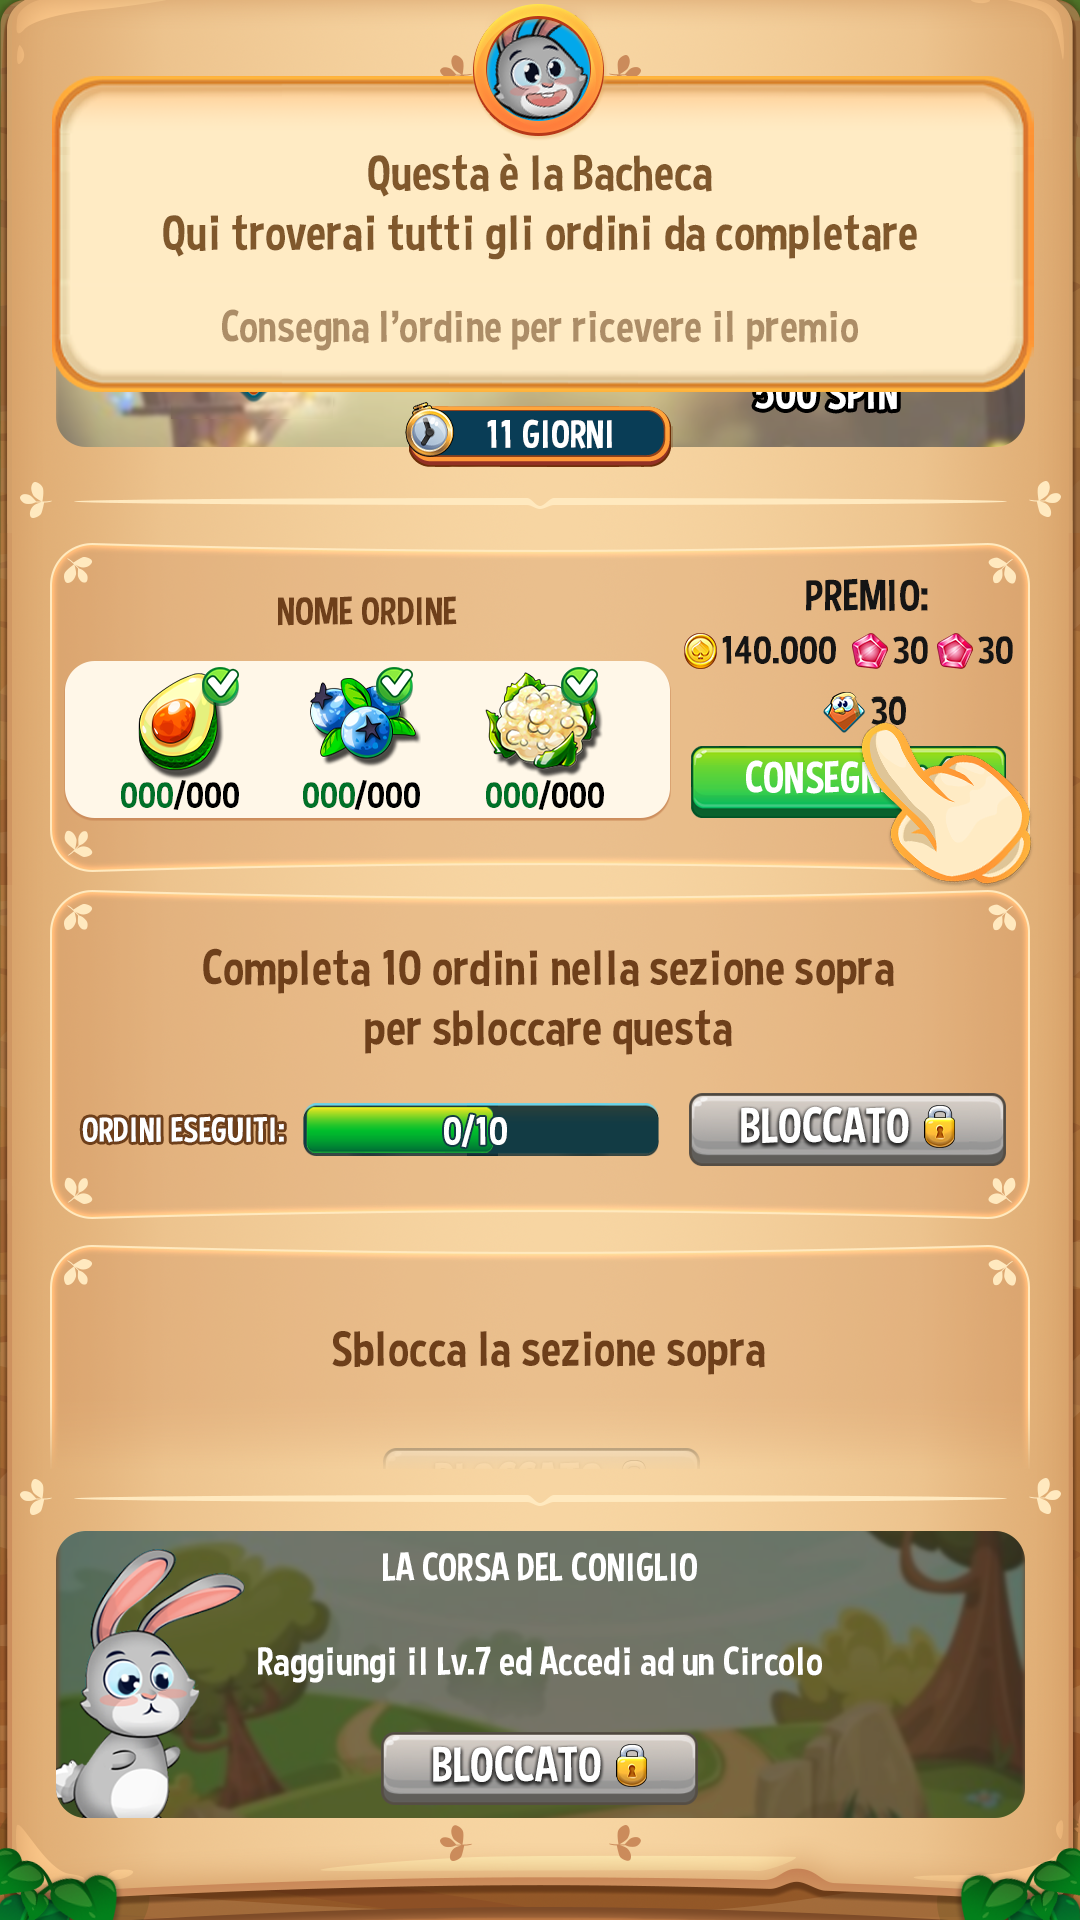 Questa è la Bacheca
Qui troverai tutti gli ordini da completare
Consegna l’ordine per ricevere il premio
500 SPIN
11 GIORNI
NOME ORDINE
PREMIO:
140.000 30 30
30
000/000 000/000 000/000
Completa 10 ordini nella sezione sopra
per sbloccare questa
ORDINI ESEGUITI: 0/10 BLOCCATO
Sblocca la sezione sopra
LA CORSA DEL CONIGLIO
Raggiungi il Lv.7 ed Accedi ad un Circolo
BLOCCATO